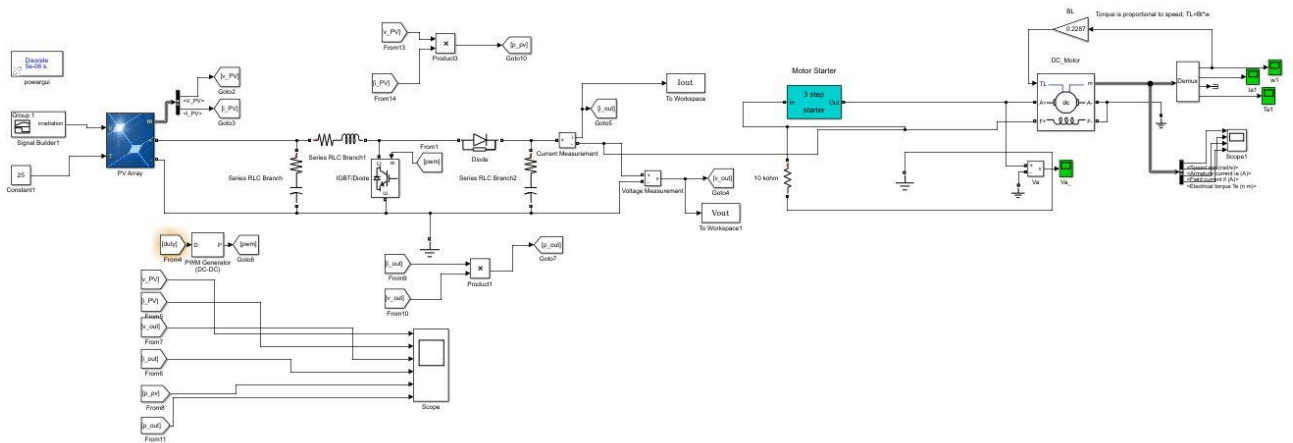 Discrete
5e-06 s.
powergui
Group 1
irradiation
Signal Builder1
25
Constant1
PV Array
m
[v_PV]
Goto2
<V_PV>
<I_PV>
[i_PV]
Goto3
v_PV]
From13
[i_PV]
From14
×
Product3
[p_pv]
Goto10
Series RLC Branch1
Series RLC Branch
From1
[pwm]
IGBT/Diode
Diode
Series RLC Branch2
Current Measurement
[i_out]
Goto5
Iout
To Workspace
Voltage Measurement
[v_out]
Goto4
Vout
To Workspace1
Motor Starter
In
3 step
starter
Out
10 kohm
BL
0.2287
Torque is proportional to speed, TL=Bl*w
DC_Motor
TL
m
A+
dc
A-
F+
F-
Demux
Ia1
w1
Te1
Scope1
<Speed wm (rad/s)>
<Armature current ia (A)>
<Field current if (A)>
<Electrical torque Te (n m)>
Va
Va_
[duty]
From4
D
P
PWM Generator
(DC-DC)
[pwm]
Goto6
[i_out]
From9
[v_out]
From10
×
Product1
[p_out]
Goto7
v_PV]
[i_PV]
From5
[v_out]
From7
[i_out]
From6
[p_pv]
From8
[p_out]
From11
Scope